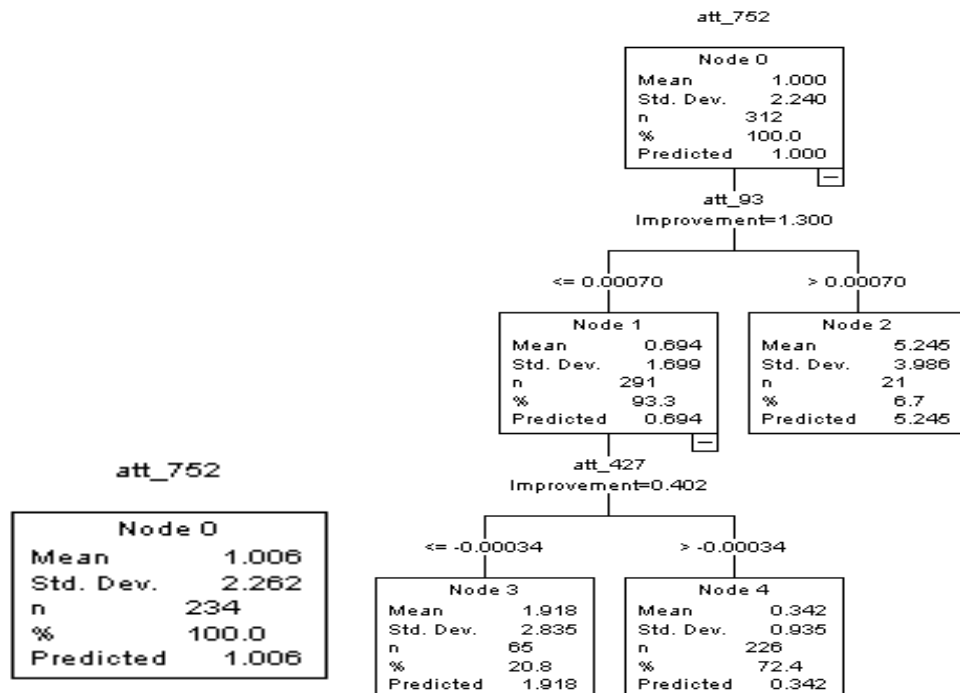 att_752
Node 0
Mean 1.000
Std. Dev. 2.240
n 312
% 100.0
Predicted 1.000
att_93
Improvement=1.300
<= 0.00070
> 0.00070
Node 1
Mean 0.694
Std. Dev. 1.699
n 291
% 93.3
Predicted 0.694
Node 2
Mean 5.245
Std. Dev. 3.986
n 21
% 6.7
Predicted 5.245
att_427
Improvement=0.402
<= -0.00034
> -0.00034
Node 3
Mean 1.918
Std. Dev. 2.835
n 65
% 20.8
Predicted 1.918
Node 4
Mean 0.342
Std. Dev. 0.935
n 226
% 72.4
Predicted 0.342
att_752
Node 0
Mean 1.006
Std. Dev. 2.262
n 234
% 100.0
Predicted 1.006